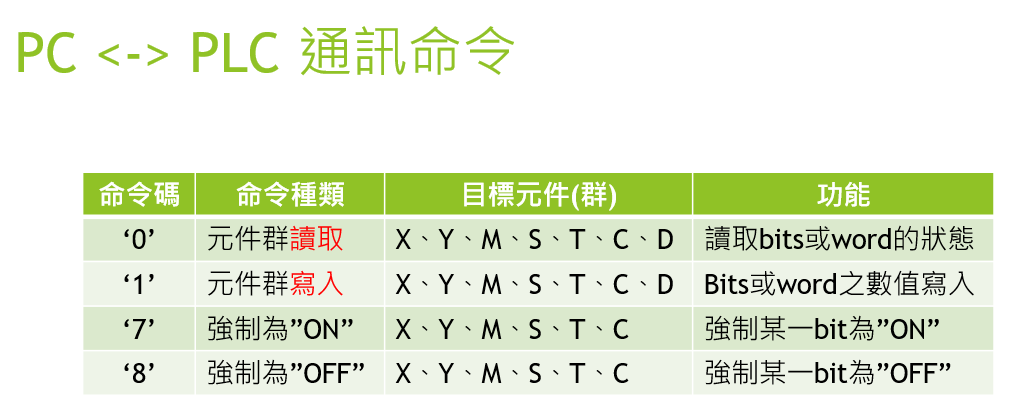 PC <-> PLC 通訊命令
命令碼 命令種類 目標元件(群) 功能
‘0’ 元件群讀取 X、Y、M、S、T、C、D 讀取bits或word的狀態
‘1’ 元件群寫入 X、Y、M、S、T、C、D Bits或word之數值寫入
‘7’ 強制為”ON” X、Y、M、S、T、C 強制某一bit為”ON”
‘8’ 強制為”OFF” X、Y、M、S、T、C 強制某一bit為”OFF”